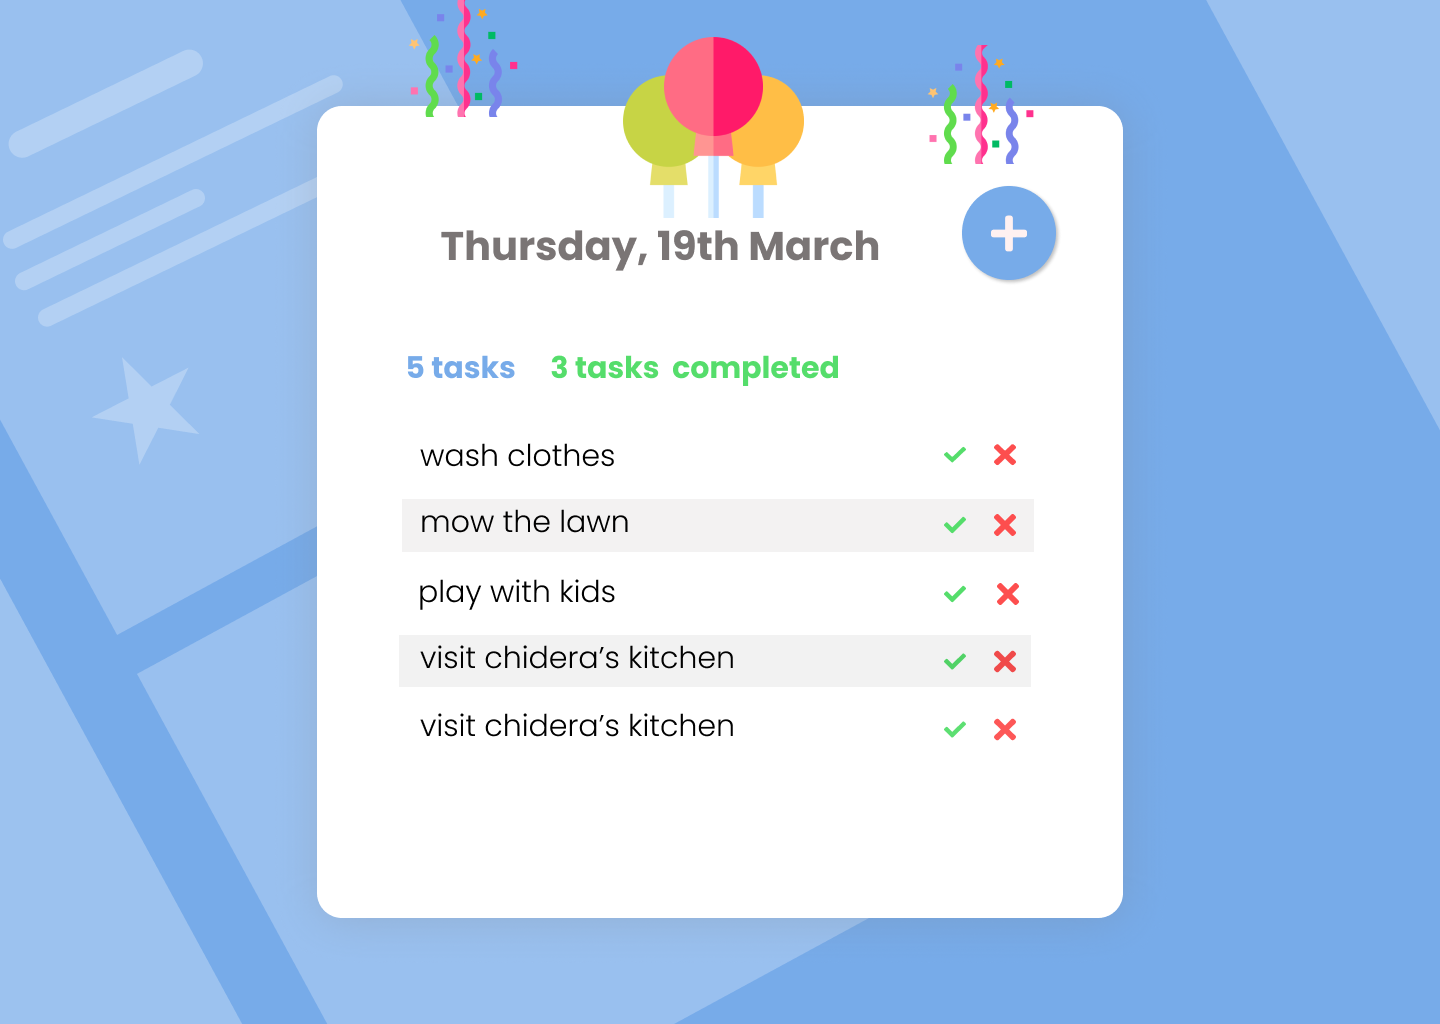 Thursday, 19th March
5 tasks 3 tasks completed
wash clothes
mow the lawn
play with kids
visit chidera’s kitchen
visit chidera’s kitchen